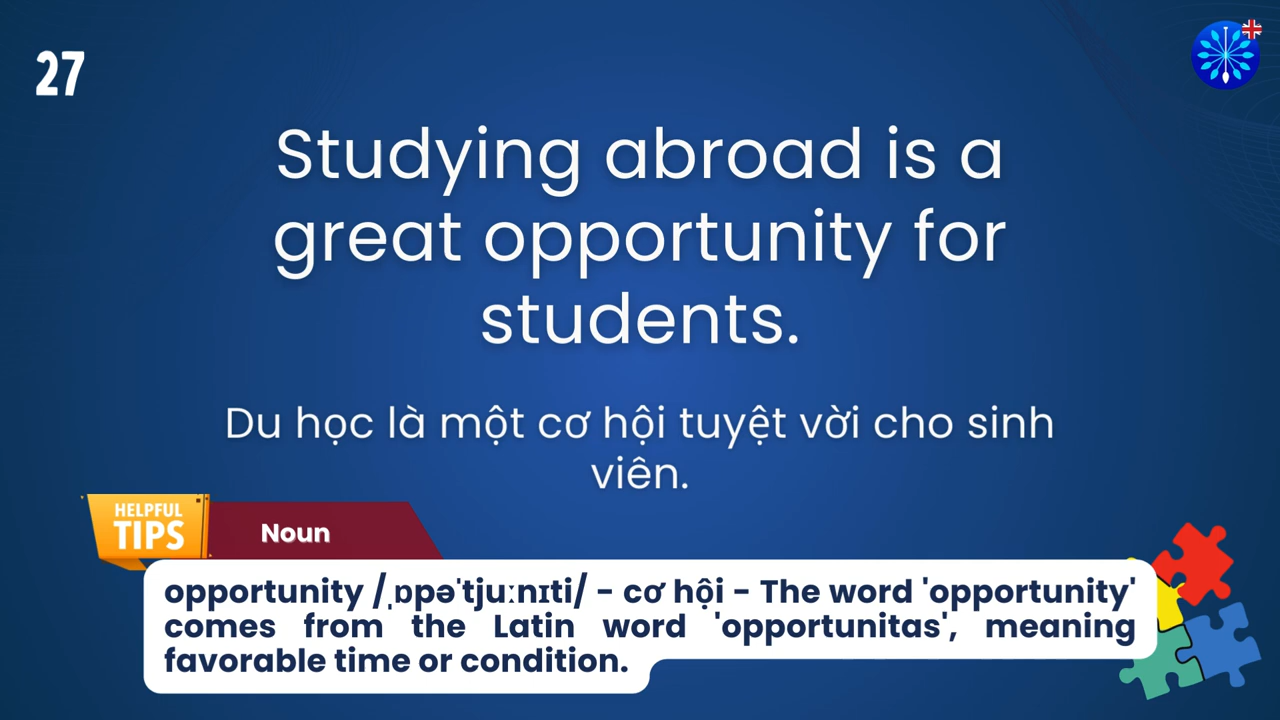 27
Studying abroad is a
great opportunity for
students.
Du học là một cơ hội tuyệt vời cho sinh
viên.
HELPFUL
TIPS
Noun
opportunity /ˌɒpəˈtjuːnɪti/ - cơ hội - The word 'opportunity'
comes from the Latin word 'opportunitas', meaning
favorable time or condition.